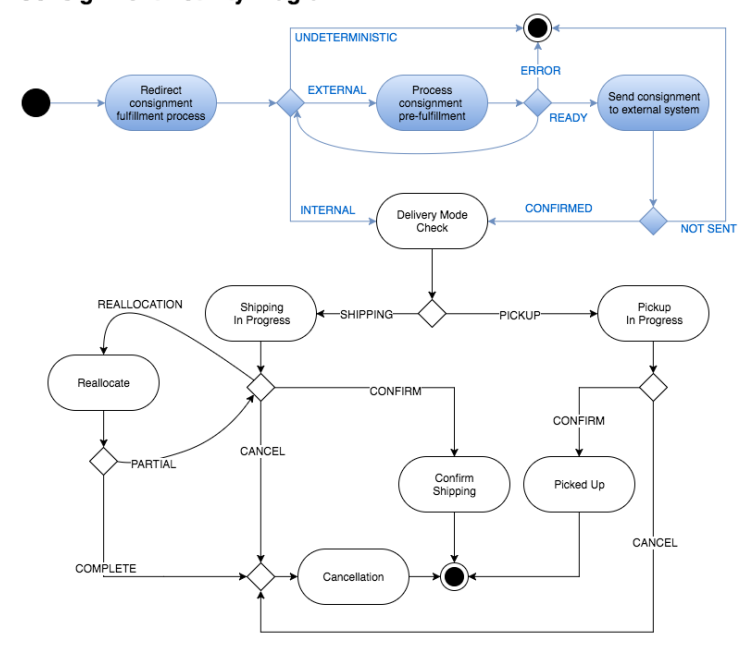 UNDETERMINISTIC
ERROR
Redirect
consignment
fulfillment process
EXTERNAL
Process
consignment
pre-fulfillment
READY
Send consignment
to external system
INTERNAL
Delivery Mode
Check
CONFIRMED
NOT SENT
REALLOCATION
Shipping
In Progress
SHIPPING
PICKUP
Pickup
In Progress
Reallocate
CONFIRM
CONFIRM
PARTIAL
CANCEL
Confirm
Shipping
Picked Up
CANCEL
COMPLETE
Cancellation